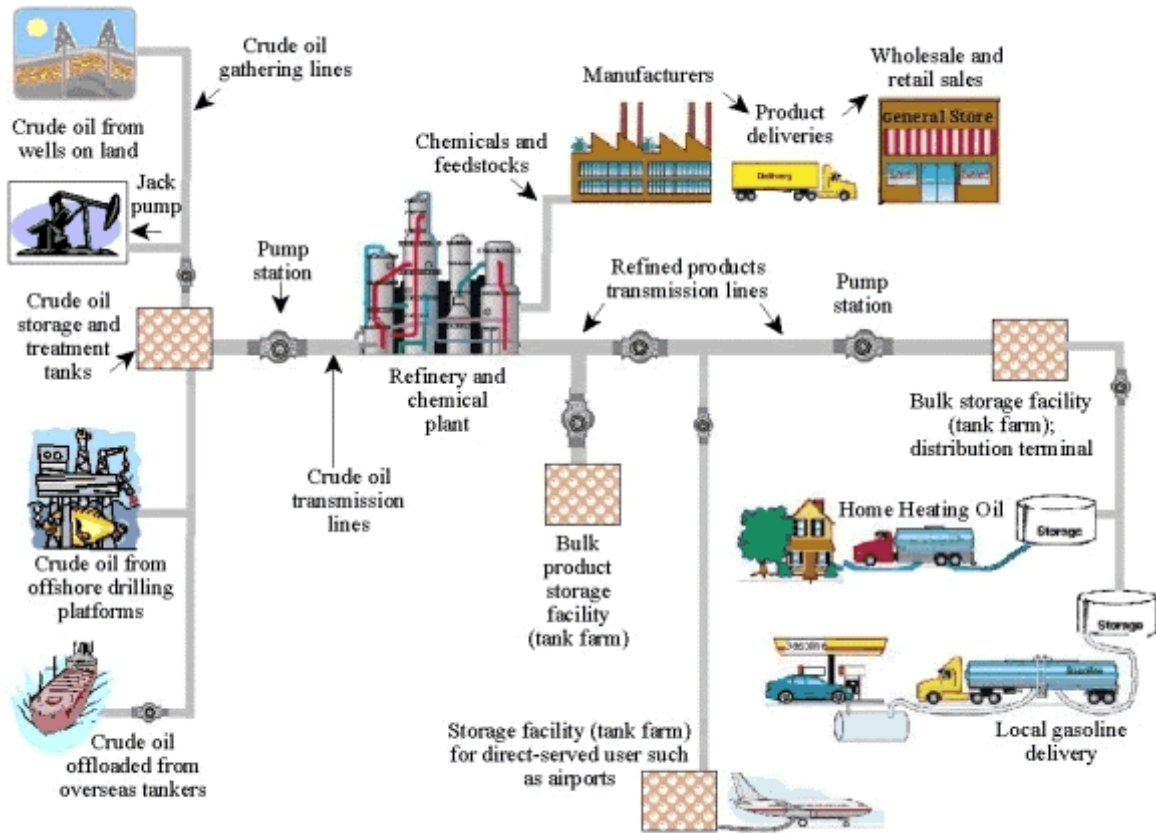 Crude oil
gathering lines
Crude oil from
wells on land
Jack
pump
Manufacturers
Wholesale and
retail sales
Product
deliveries
General Store
Delivery
Chemicals and
feedstocks
Pump
station
Crude oil
storage and
treatment
tanks
Refinery and
chemical
plant
Refined products
transmission lines
Pump
station
Crude oil
transmission
lines
Bulk storage facility
(tank farm);
distribution terminal
Crude oil from
offshore drilling
platforms
Bulk
product
storage
facility
(tank farm)
Home Heating Oil
Storage
Storage
Gasoline
Local gasoline
delivery
Crude oil
offloaded from
overseas tankers
Storage facility (tank farm)
for direct-served user such
as airports